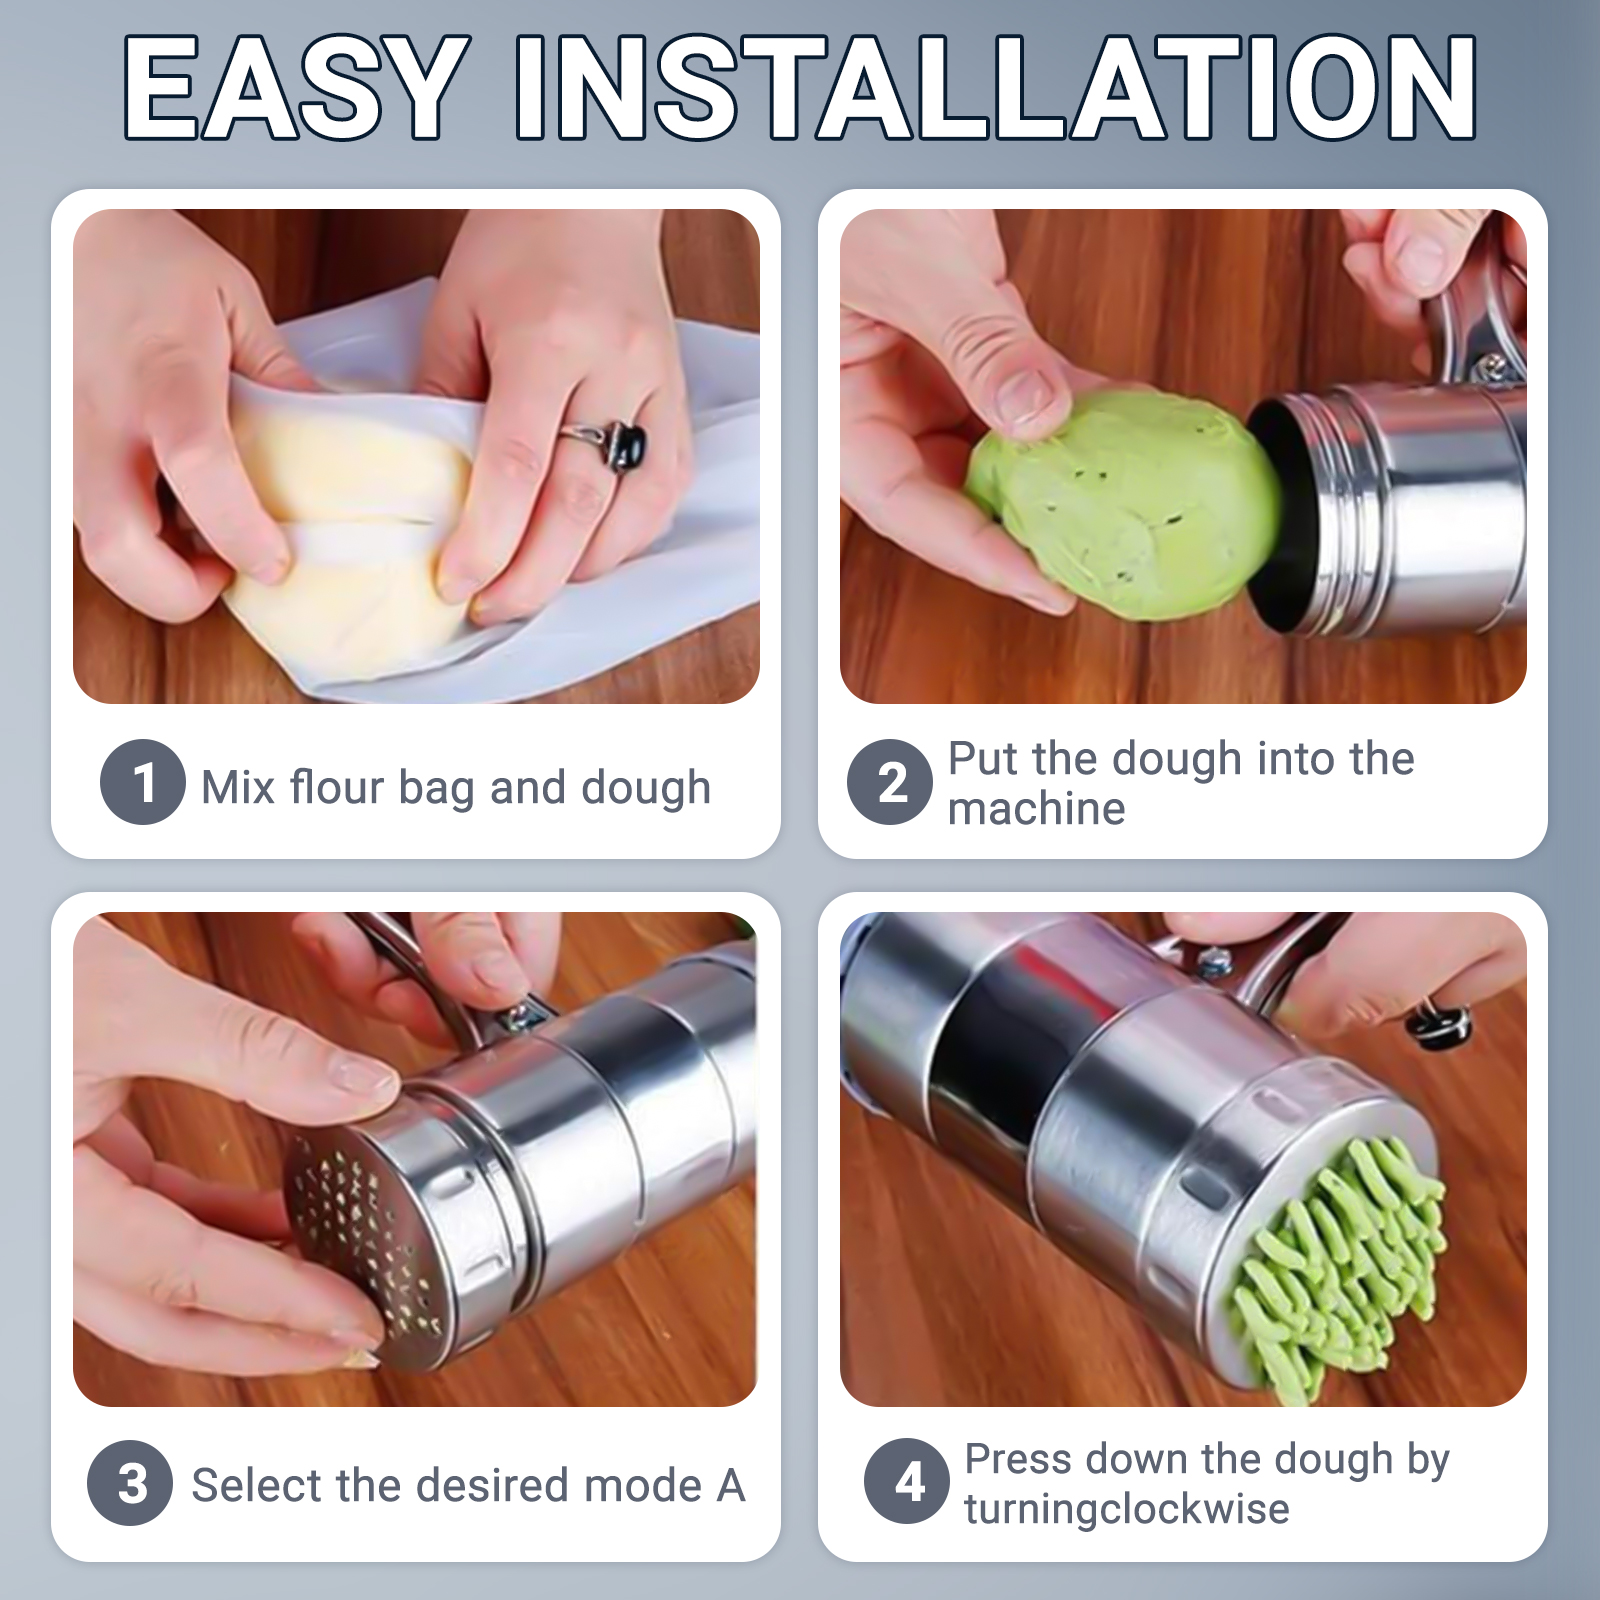 EASY INSTALLATION
1 Mix flour bag and dough
2 Put the dough into the
machine
3 Select the desired mode A
4 Press down the dough by
turningclockwise